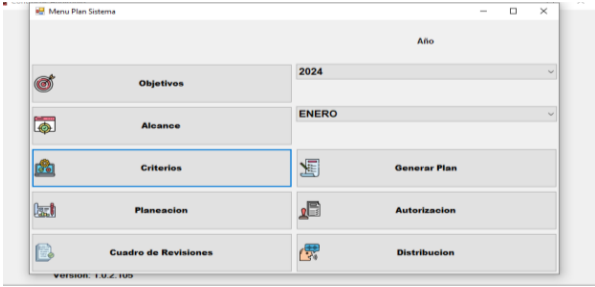 Menu Plan Sistema
Año
Objetivos
2024
Alcance
ENERO
Criterios
Generar Plan
Planeacion
Autorizacion
Cuadro de Revisiones
Distribucion
Version: 1.0.2.105